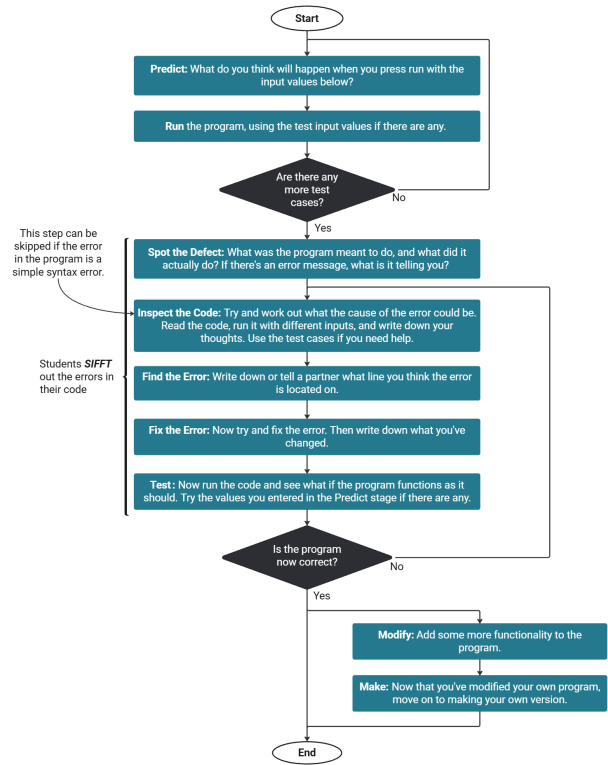 Start
Predict: What do you think will happen when you press run with the
input values below?
Run the program, using the test input values if there are any.
Are there any
more test
cases?
No
Yes
This step can be
skipped if the error
in the program is a
simple syntax error.
Spot the Defect: What was the program meant to do, and what did it
actually do? If there's an error message, what is it telling you?
Inspect the Code: Try and work out what the cause of the error could be.
Read the code, run it with different inputs, and write down your
thoughts. Use the test cases if you need help.
Students SIFFT
out the errors in
their code
Find the Error: Write down or tell a partner what line you think the error
is located on.
Fix the Error: Now try and fix the error. Then write down what you've
changed.
Test: Now run the code and see what if the program functions as it
should. Try the values you entered in the Predict stage if there are any.
Is the program
now correct?
No
Yes
Modify: Add some more functionality to the
program.
Make: Now that you've modified your own program,
move on to making your own version.
End